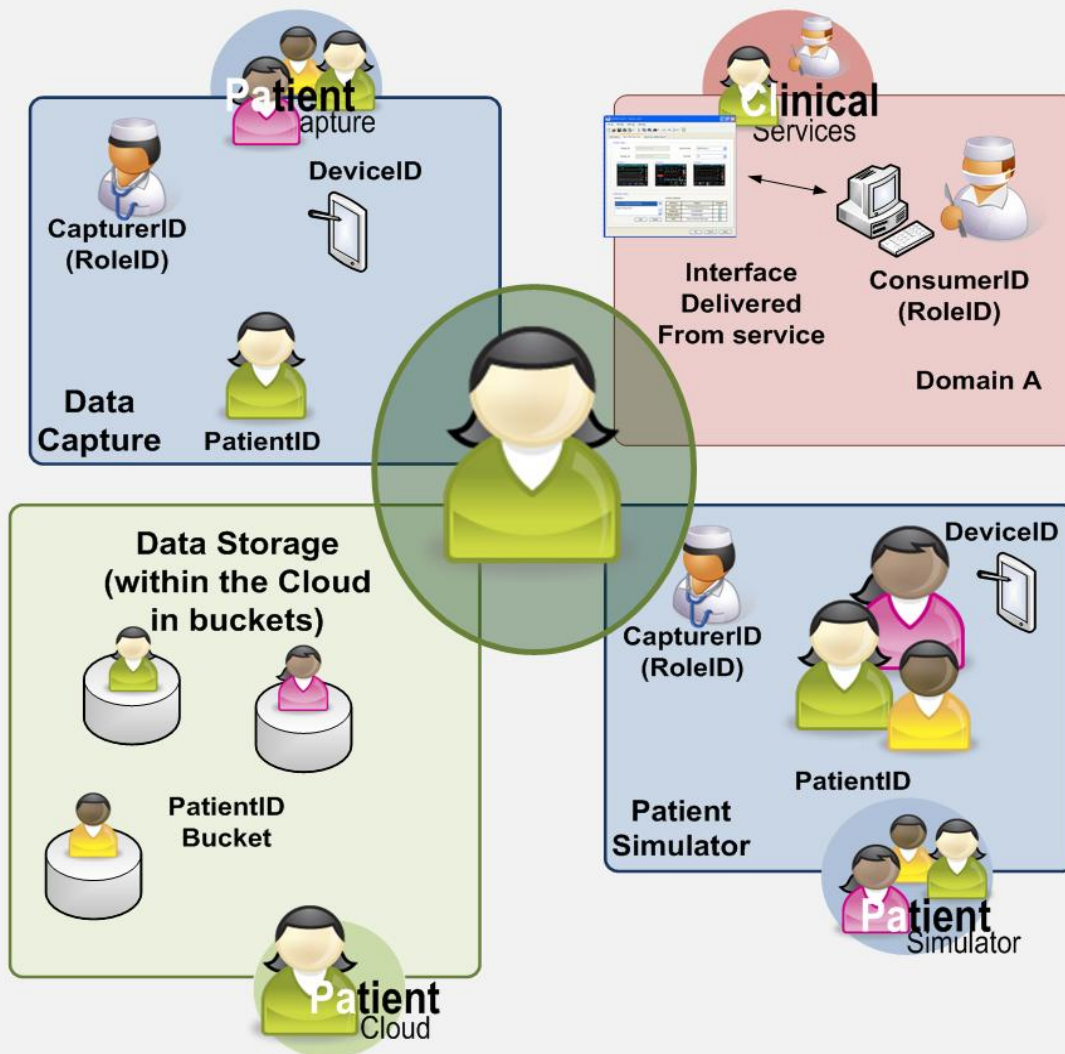 Patient
apture
CapturerID
(RoleID)
DeviceID
Data
Capture
PatientID
Clinical
Services
Interface
Delivered
From service
ConsumerID
(RoleID)
Domain A
Data Storage
(within the Cloud
in buckets)
PatientID
Bucket
Patient
Cloud
DeviceID
CapturerID
(RoleID)
PatientID
Patient
Simulator
Patient
Simulator